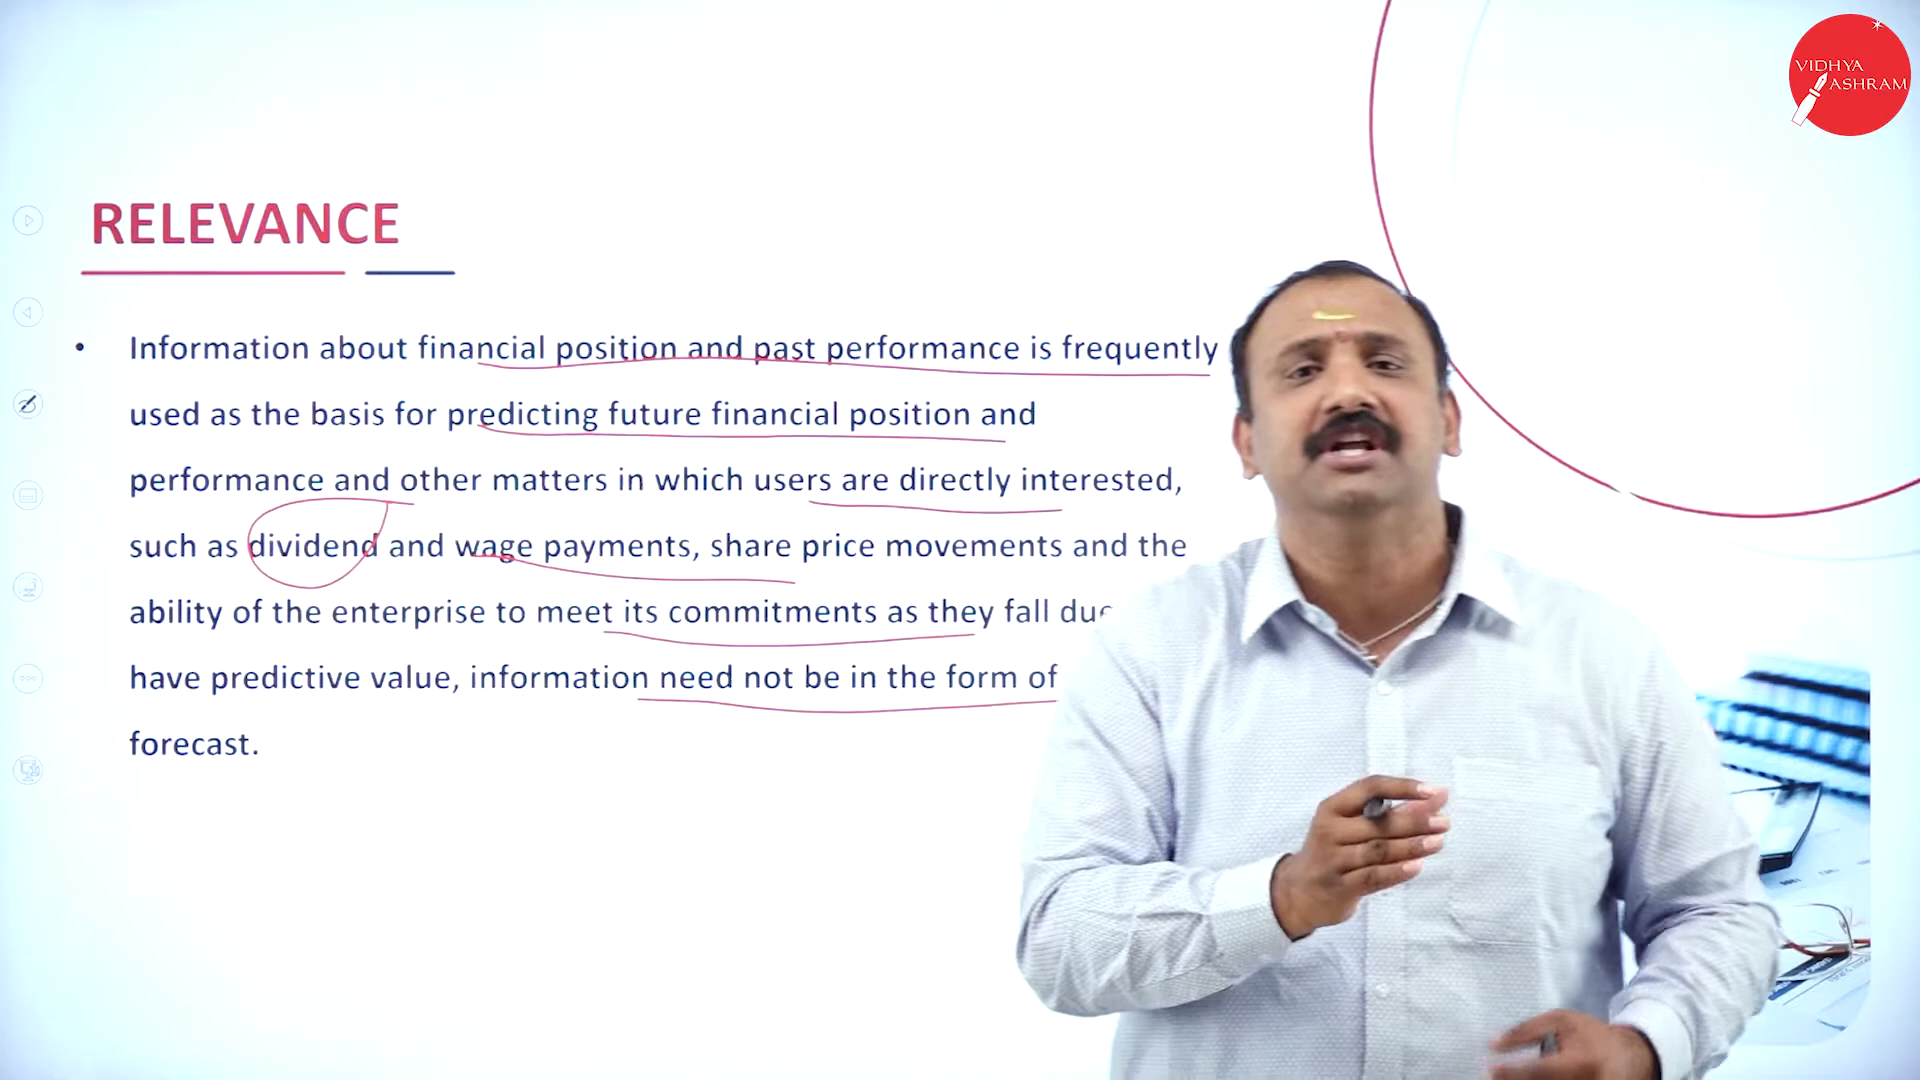 VIDHYA
ASHRAM
RELEVANCE
• Information about financial position and past performance is frequently
used as the basis for predicting future financial position and
performance and other matters in which users are directly interested,
such as dividend and wage payments, share price movements and the
ability of the enterprise to meet its commitments as they fall
have predictive value, information need not be in the form of
forecast.